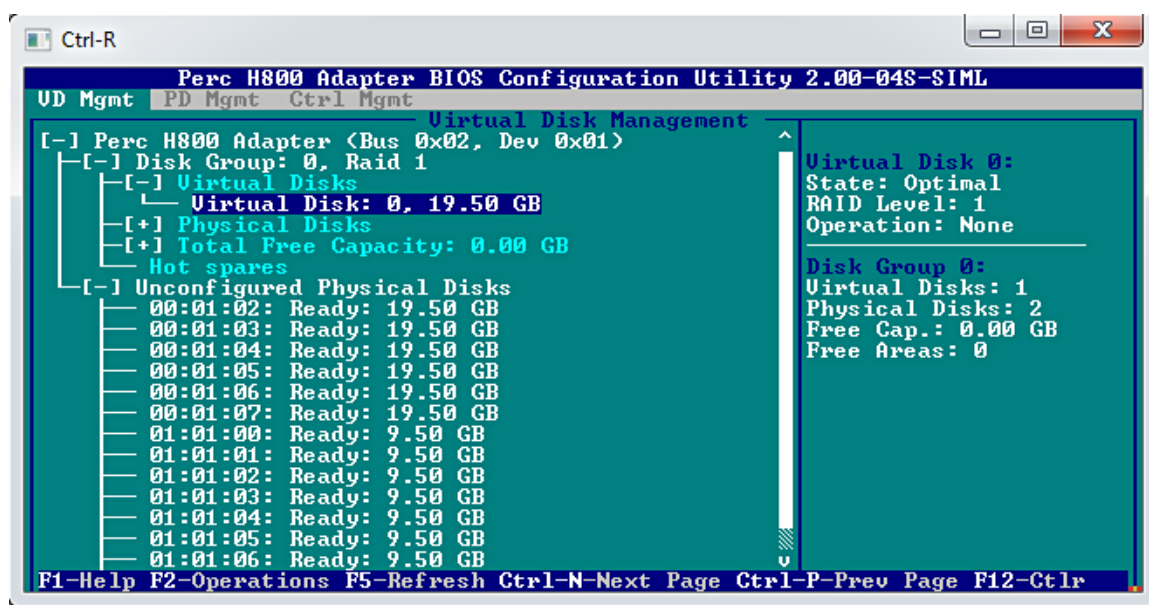 Ctrl-R
Perc H800 Adapter BIOS Configuration Utility 2.00-04S-SIML
VD Mgmt PD Mgmt Ctrl Mgmt
Virtual Disk Management
[-] Perc H800 Adapter (Bus 0x02, Dev 0x01)
[-] Disk Group: 0, Raid 1
[-] Virtual Disks
Virtual Disk: 0, 19.50 GB
[+] Physical Disks
[+] Total Free Capacity: 0.00 GB
Hot spares
[-] Unconfigured Physical Disks
00:01:02: Ready: 19.50 GB
00:01:03: Ready: 19.50 GB
00:01:04: Ready: 19.50 GB
00:01:05: Ready: 19.50 GB
00:01:06: Ready: 19.50 GB
00:01:07: Ready: 19.50 GB
01:01:00: Ready: 9.50 GB
01:01:01: Ready: 9.50 GB
01:01:02: Ready: 9.50 GB
01:01:03: Ready: 9.50 GB
01:01:04: Ready: 9.50 GB
01:01:05: Ready: 9.50 GB
01:01:06: Ready: 9.50 GB
Virtual Disk 0:
State: Optimal
RAID Level: 1
Operation: None
Disk Group 0:
Virtual Disks: 1
Physical Disks: 2
Free Cap.: 0.00 GB
Free Areas: 0
F1-Help F2-Operations F5-Refresh Ctrl-N-Next Page Ctrl-P-Prev Page F12-Ctlr